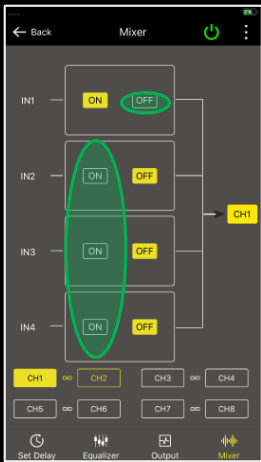 Back Mixer
IN1 ON OFF
IN2 ON OFF
CH1
IN3 ON OFF
IN4 ON OFF
CH1 CH2 CH3 CH4
CH5 CH6 CH7 CH8
Set Delay Equalizer Output Mixer